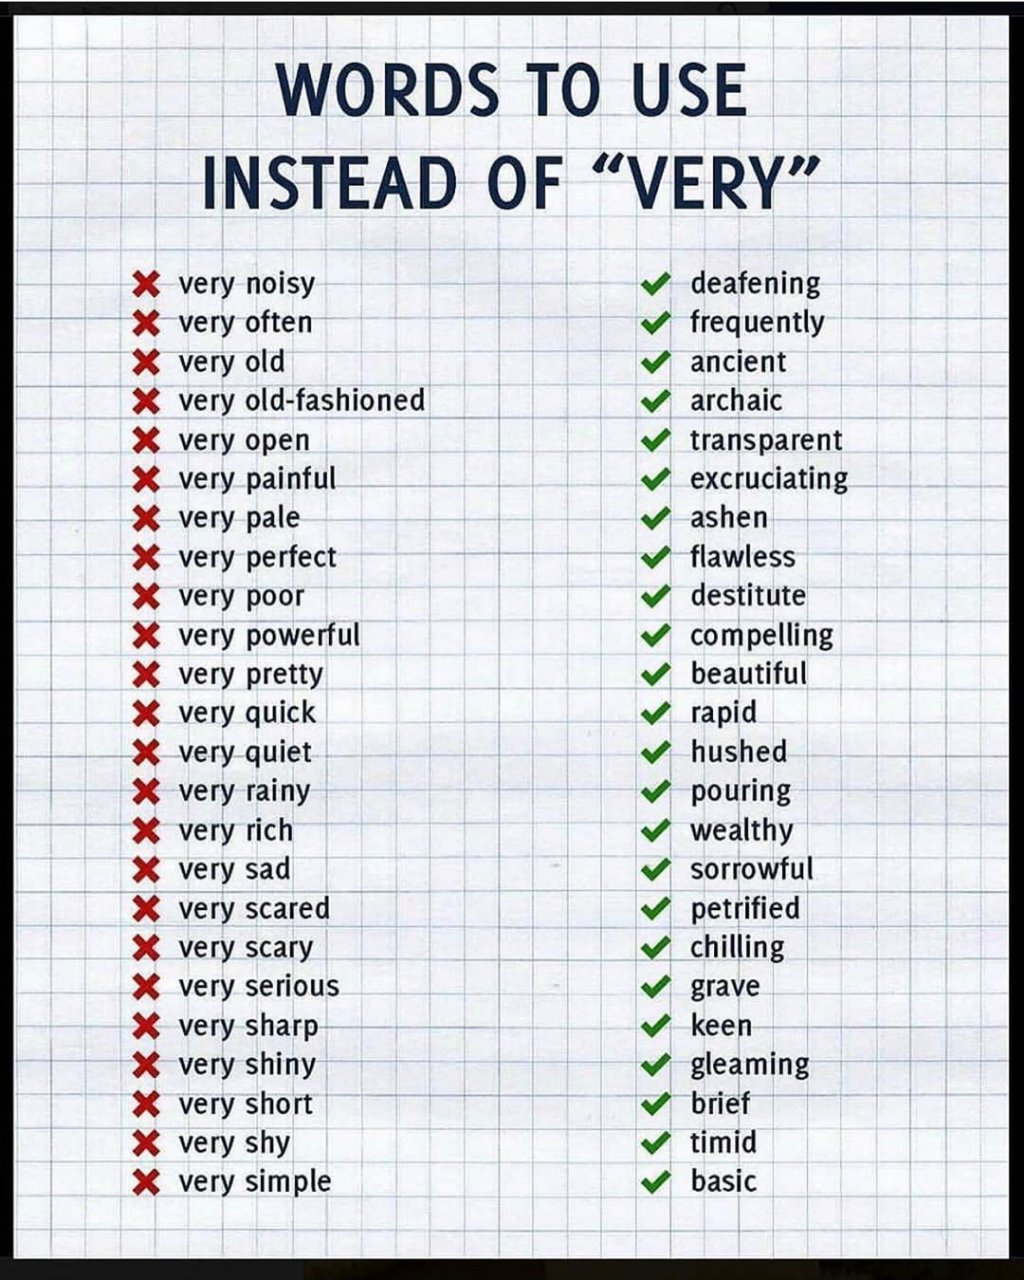 WORDS TO USE
INSTEAD OF “VERY”
very noisy deafening
very often frequently
very old ancient
very old-fashioned archaic
very open transparent
very painful excruciating
very pale ashen
very perfect flawless
very poor destitute
very powerful compelling
very pretty beautiful
very quick rapid
very quiet hushed
very rainy pouring
very rich wealthy
very sad sorrowful
very scared petrified
very scary chilling
very serious grave
very sharp keen
very shiny gleaming
very short brief
very shy timid
very simple basic